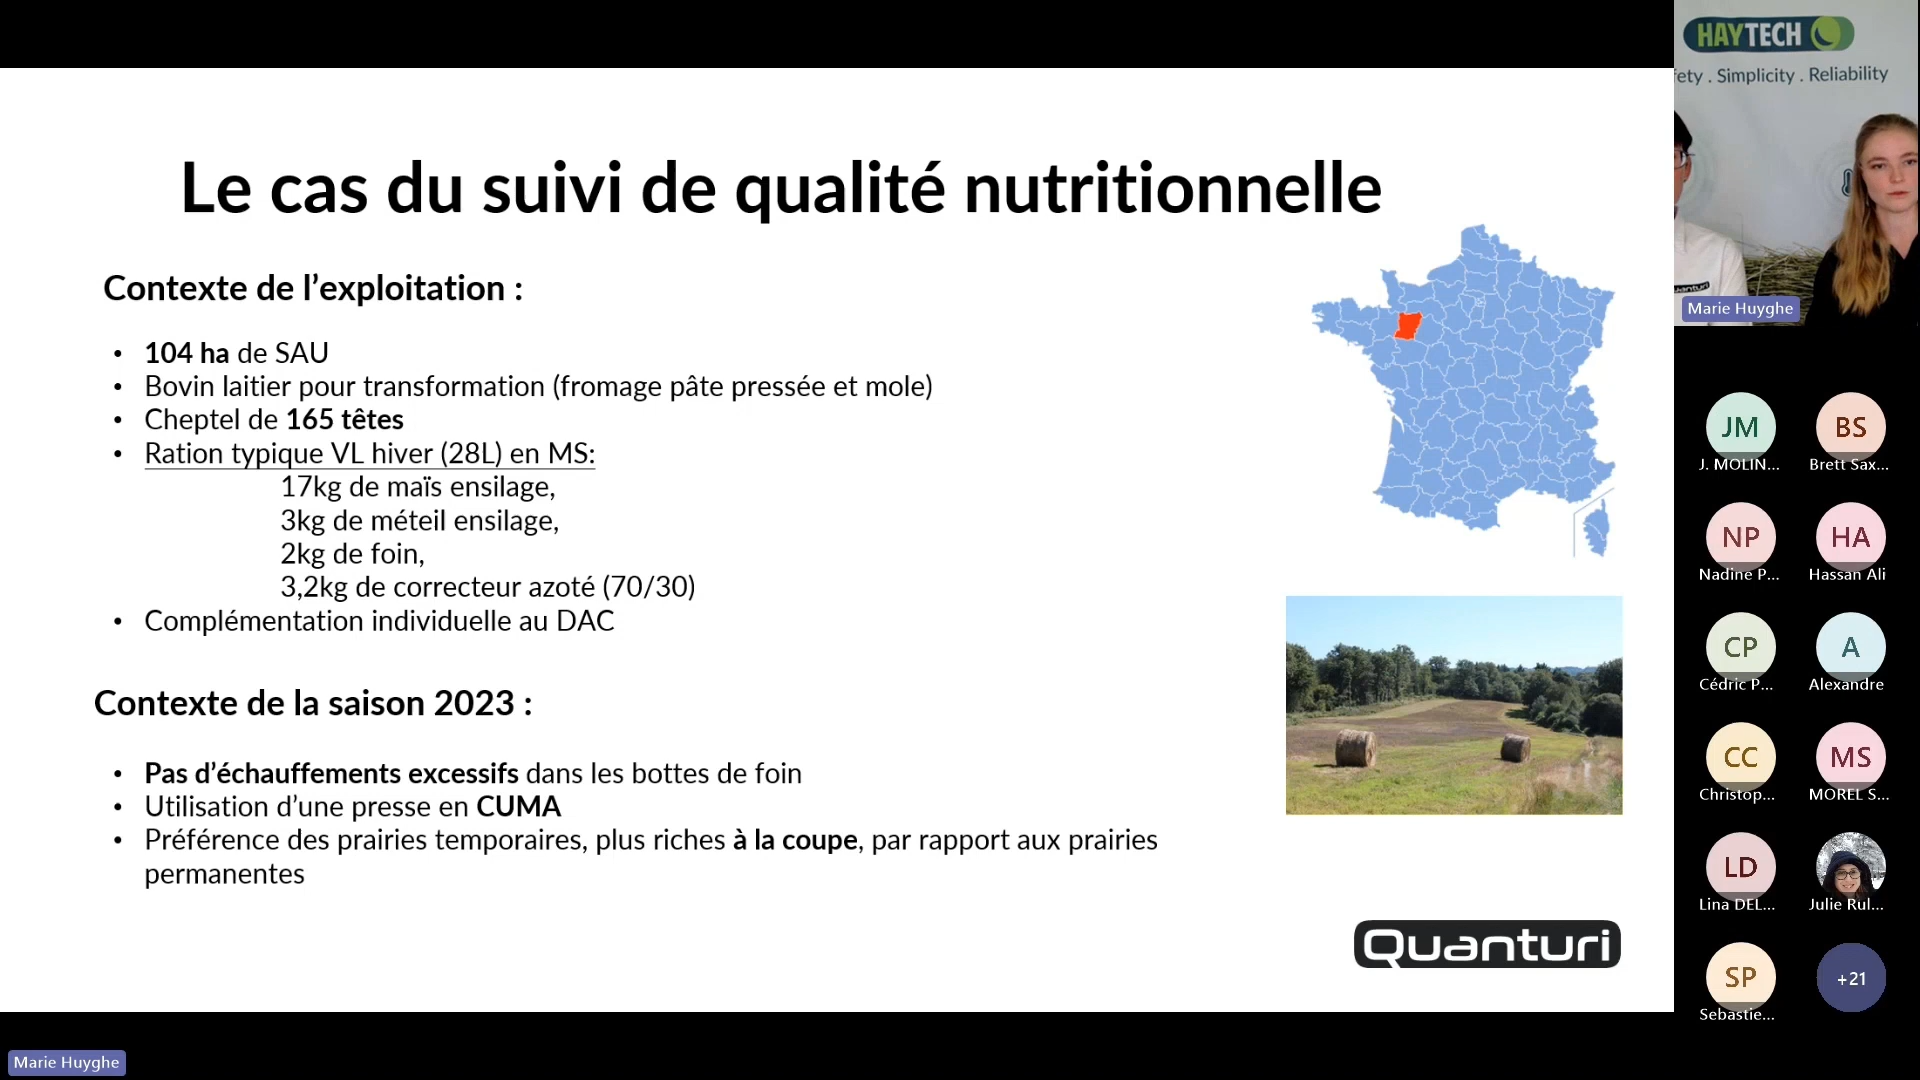 HAYTECH
ety . Simplicity . Reliability
Le cas du suivi de qualité nutritionnelle
Contexte de l’exploitation :
• 104 ha de SAU
• Bovin laitier pour transformation (fromage pâte pressée et mole)
• Cheptel de 165 têtes
• Ration typique VL hiver (28L) en MS:
17kg de maïs ensilage,
3kg de méteil ensilage,
2kg de foin,
3,2kg de correcteur azoté (70/30)
• Complémentation individuelle au DAC
Contexte de la saison 2023 :
• Pas d’échauffements excessifs dans les bottes de foin
• Utilisation d’une presse en CUMA
• Préférence des prairies temporaires, plus riches à la coupe, par rapport aux prairies
permanentes
Quanturi
anturi
Marie Huyghe
JM
J. MOLIN...
BS
Brett Sax...
NP
Nadine P...
HA
Hassan Ali
CP
Cédric P...
A
Alexandre
CC
Christop...
MS
MOREL S...
LD
Lina DEL...
Julie Rul...
SP
Sebastie...
+21
Marie Huyghe